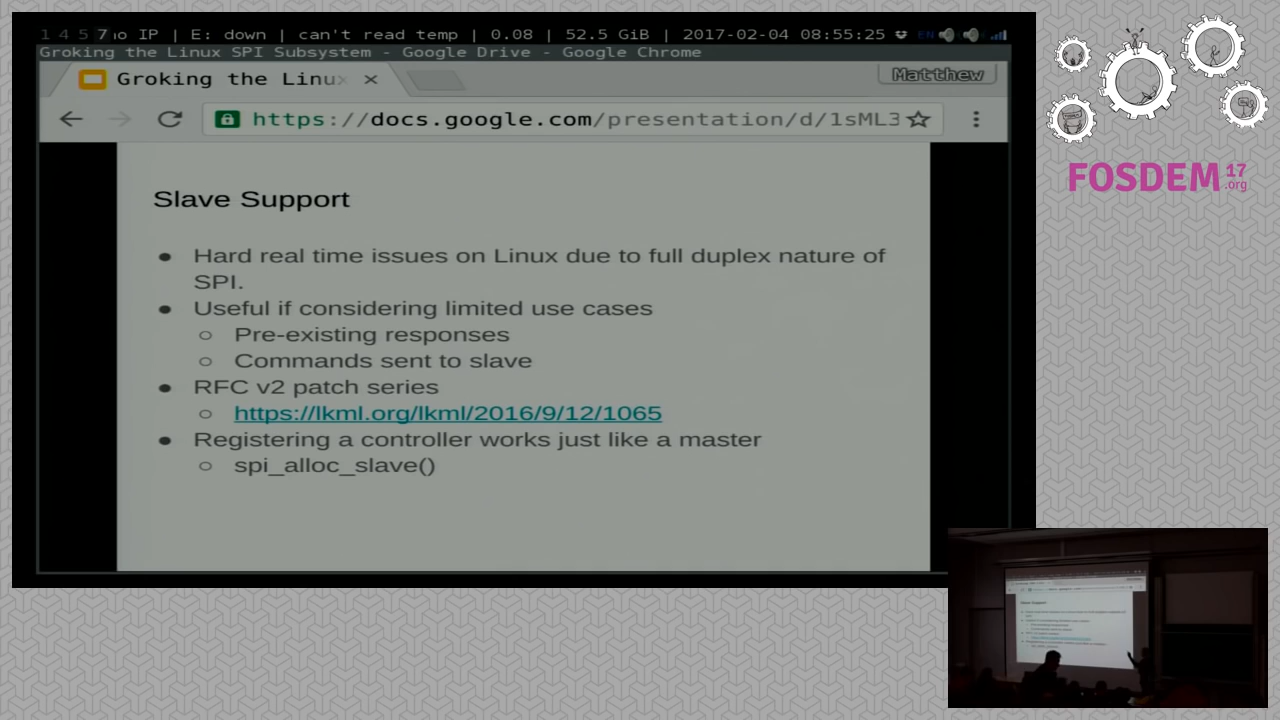 1 4 5 7 io IP | E: down | can't read temp | 0.08 | 52.5 GiB | 2017-02-04 08:55:25 EN
Groking the Linux SPI Subsystem - Google Drive - Google Chrome
Groking the Linux
Matthew
https://docs.google.com/presentation/d/1sML3
Slave Support
● Hard real time issues on Linux due to full duplex nature of
SPI.
● Useful if considering limited use cases
○ Pre-existing responses
○ Commands sent to slave
● RFC v2 patch series
○ https://lkml.org/lkml/2016/9/12/1065
● Registering a controller works just like a master
○ spi_alloc_slave()
FOSDEM 17
.org